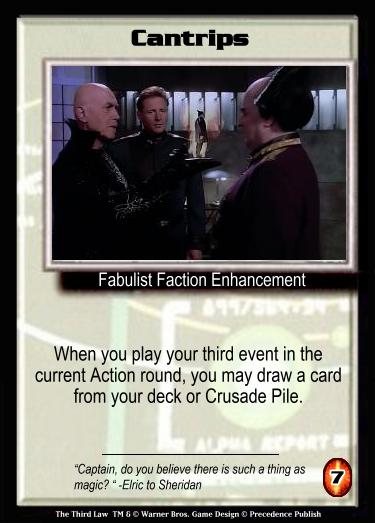 Cantrips
Fabulist Faction Enhancement
When you play your third event in the
current Action round, you may draw a card
from your deck or Crusade Pile.
"Captain, do you believe there is such a thing as
magic? " -Elric to Sheridan
7
The Third Law TM & © Warner Bros. Game Design © Precedence Publish